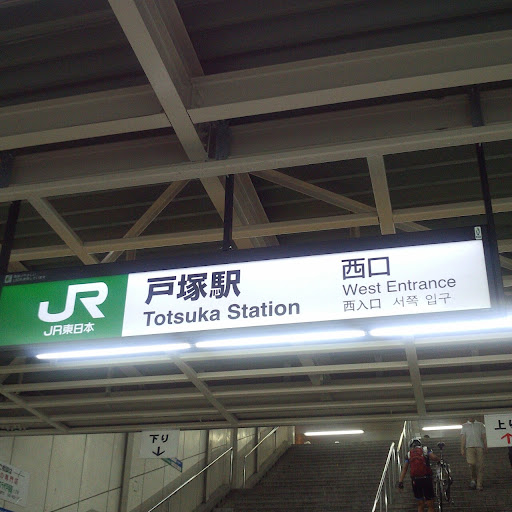 JR
JR東日本
戸塚駅
Totsuka Station
西口
West Entrance
西入口 서쪽 입구
下り
↓
上り
↑